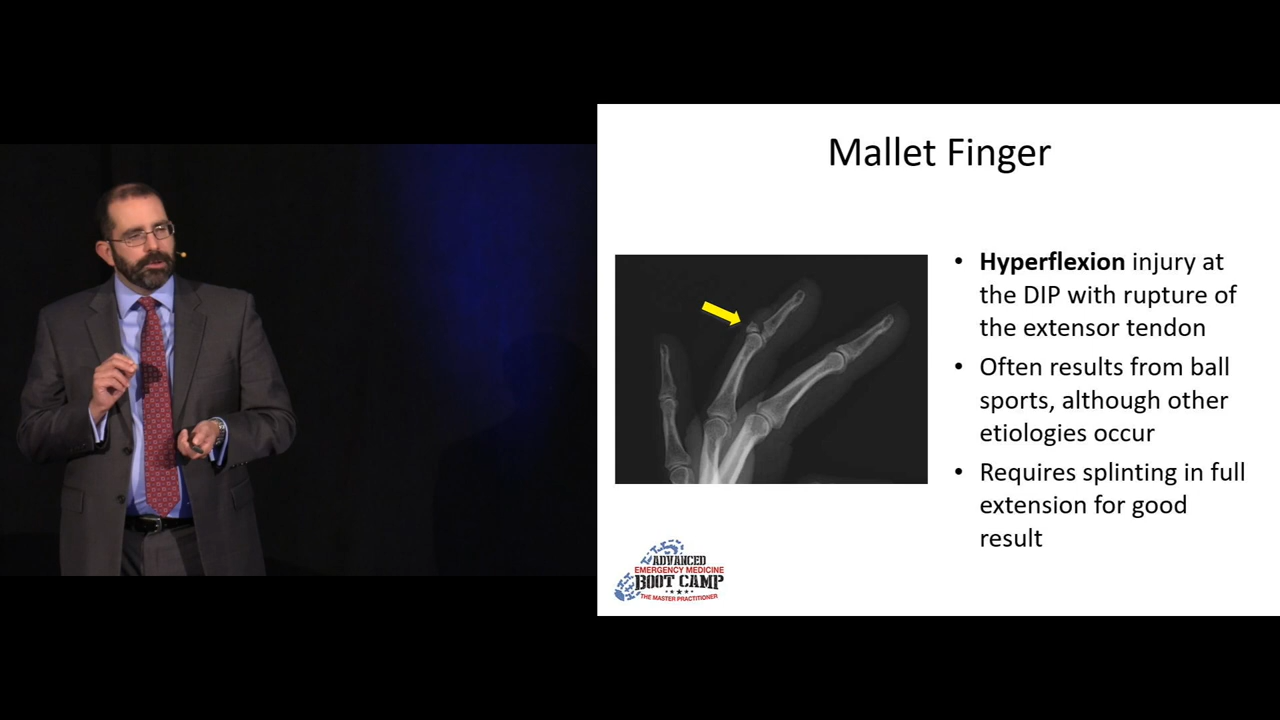 Mallet Finger
• Hyperflexion injury at
the DIP with rupture of
the extensor tendon
• Often results from ball
sports, although other
etiologies occur
• Requires splinting in full
extension for good
result
ADVANCED
EMERGENCY MEDICINE
BOOT CAMP
THE MASTER PRACTITIONER